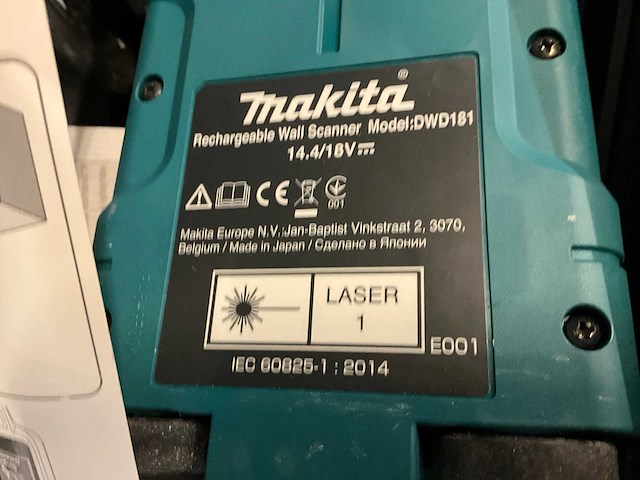 Makita®
Rechargeable Wall Scanner Model:DWD181
14.4/18V
CE
001
Makita Europe N.V.:Jan-Baptist Vinkstraat 2, 3070,
Belgium / Made in Japan / Сделано в Японии
LASER
1
E001
IEC 60825-1 : 2014